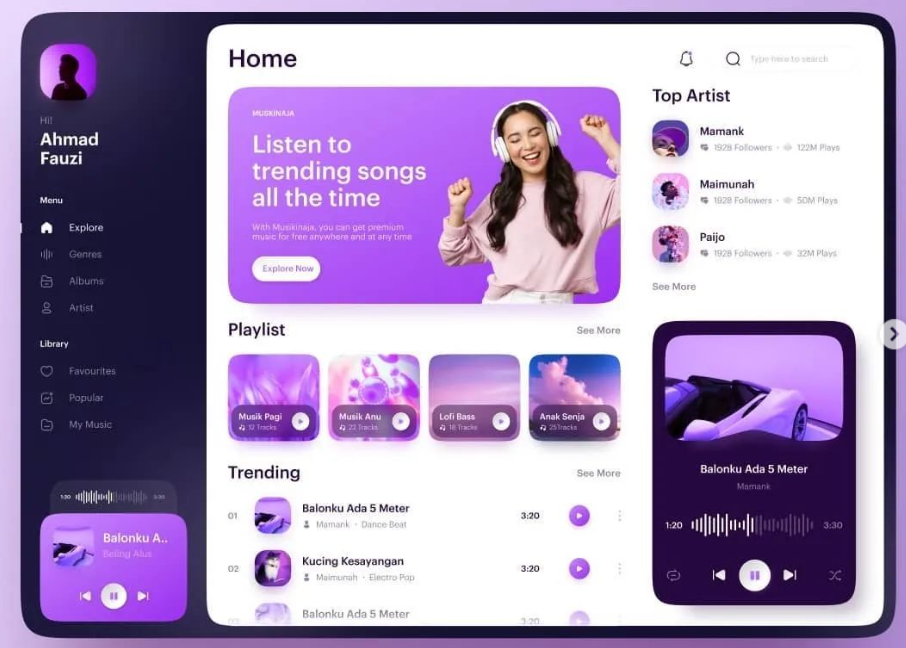 Hi!
Ahmad
Fauzi
Menu
Explore
Genres
Albums
Artist
Library
Favourites
Popular
My Music
1:20 3:30
Balonku A..
Beling Alus
Home
Type here to search
MUSIKINAJA
Listen to
trending songs
all the time
With Musikinaja, you can get premium
music for free anywhere and at any time
Explore Now
Playlist See More
Musik Pagi
12 Tracks
Musik Anu
22 Tracks
Lofi Bass
16 Tracks
Anak Senja
25Tracks
Trending See More
01 Balonku Ada 5 Meter 3:20
Mamank • Dance Beat
02 Kucing Kesayangan 3:20
Maimunah • Electro Pop
03 Balonku Ada 5 Meter 3:20
Top Artist
Mamank
1928 Followers • 122M Plays
Maimunah
1928 Followers • 50M Plays
Paijo
1928 Followers • 32M Plays
See More
Balonku Ada 5 Meter
Mamank
1:20 3:30